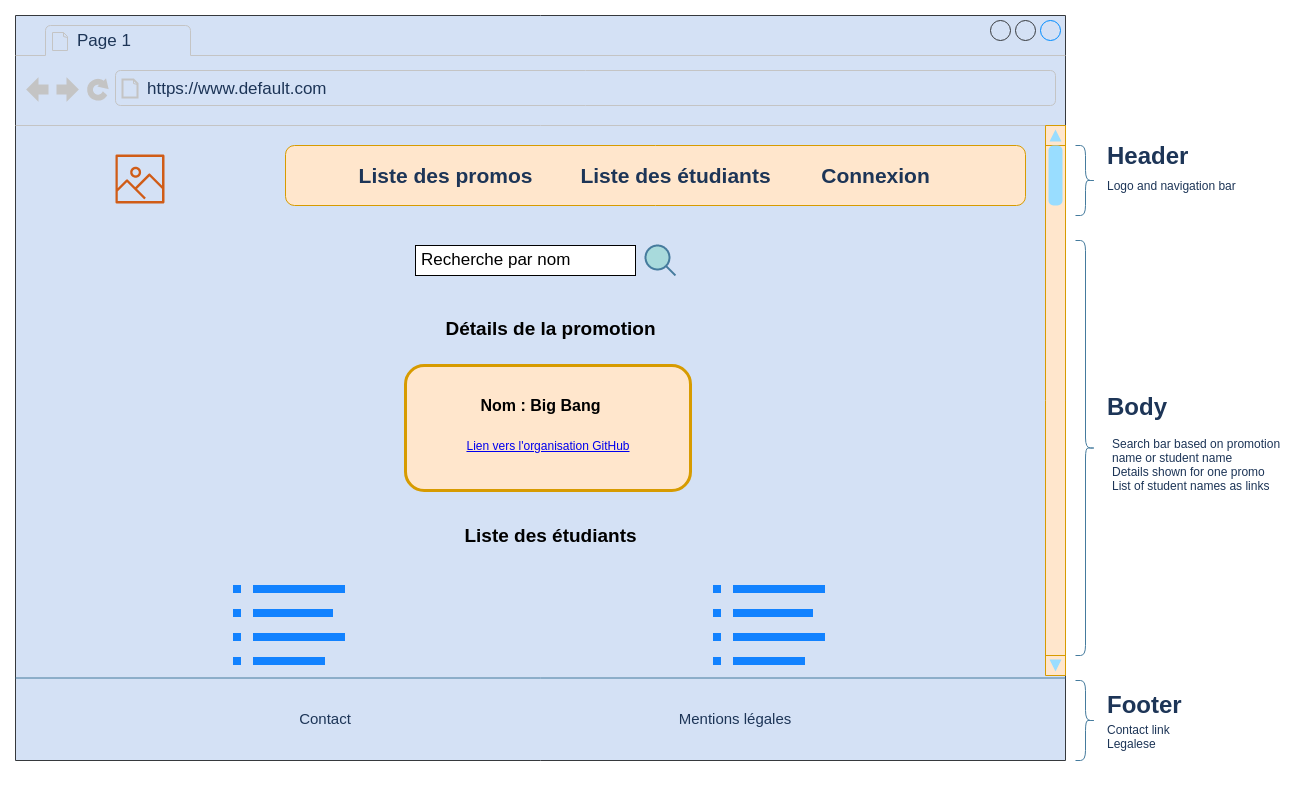 Page 1
https://www.default.com
Liste des promos
Liste des étudiants
Connexion
Header
Logo and navigation bar
Recherche par nom
Détails de la promotion
Nom : Big Bang
Lien vers l'organisation GitHub
Body
Search bar based on promotion
name or student name
Details shown for one promo
List of student names as links
Liste des étudiants
Contact
Mentions légales
Footer
Contact link
Legalese